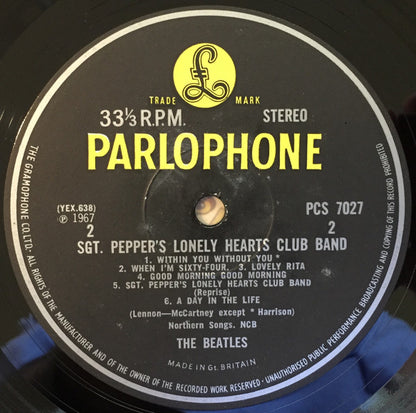 £
TRADE MARK
33⅓ R.P.M. STEREO
PARLOPHONE
(YEX.638) PCS 7027
℗ 1967
2 2
SGT. PEPPER'S LONELY HEARTS CLUB BAND
1. WITHIN YOU WITHOUT YOU *
2. WHEN I'M SIXTY-FOUR. 3. LOVELY RITA
4. GOOD MORNING GOOD MORNING
5. SGT. PEPPER'S LONELY HEARTS CLUB BAND
(Reprise)
6. A DAY IN THE LIFE
(Lennon—McCartney except * Harrison)
Northern Songs. NCB
THE BEATLES
MADE IN Gt. BRITAIN
THE GRAMOPHONE CO. LTD. ALL RIGHTS OF THE MANUFACTURER AND OF THE OWNER OF THE RECORDED WORK RESERVED · UNAUTHORISED PUBLIC PERFORMANCE BROADCASTING AND COPYING OF THIS RECORD PROHIBITED